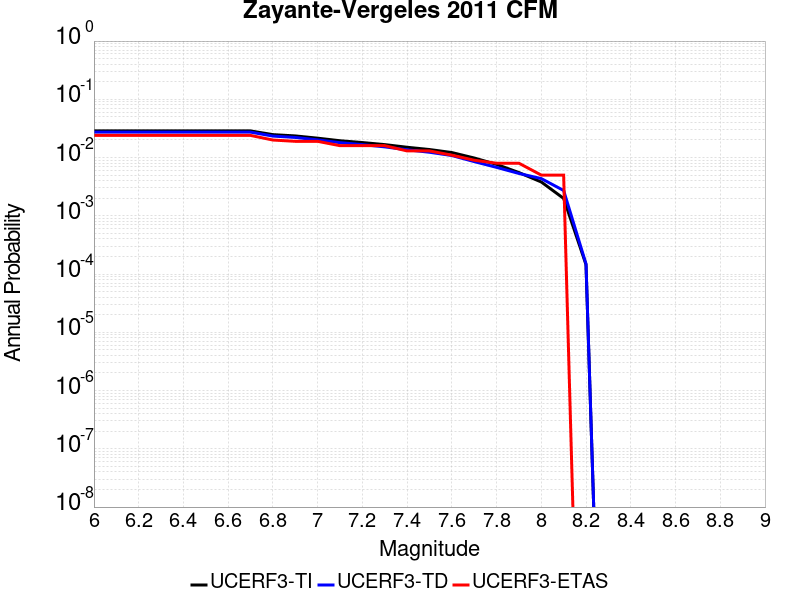 Zayante-Vergeles 2011 CFM
Annual Probability
10^0
10^-1
10^-2
10^-3
10^-4
10^-5
10^-6
10^-7
10^-8
6 6.2 6.4 6.6 6.8 7 7.2 7.4 7.6 7.8 8 8.2 8.4 8.6 8.8 9
Magnitude
UCERF3-TI UCERF3-TD UCERF3-ETAS